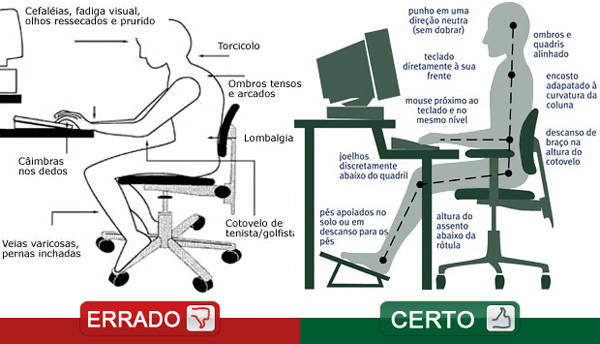 Cefaléias, fadiga visual,
olhos ressecados e prurido
Torcicolo
Ombros tensos
e arcados
Lombalgia
Câimbras
nos dedos
Cotovelo de
tenista/golfista
Veias varicosas,
pernas inchadas
ERRADO
punho em uma
direção neutra
(sem dobrar)
ombros e
quadris
alinhado
teclado
diretamente à sua
frente
encosto
adapatado à
curvatura da
coluna
mouse próximo ao
teclado e no
mesmo nível
descanso de
braço na
altura do
cotovelo
joelhos
discretamente
abaixo do quadril
pés apoiados no
solo ou em
descanso para os
pés
altura do
assento
abaixo da
rótula
CERTO